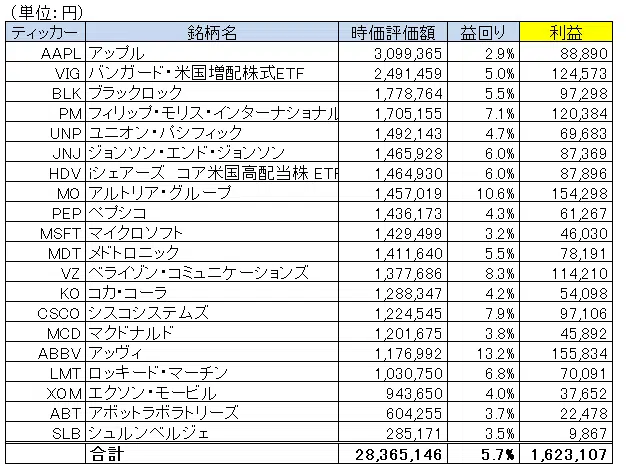 （単位：円）
ティッカー 銘柄名 時価評価額 益回り 利益
AAPL アップル 3,099,365 2.9% 88,890
VIG バンガード・米国増配株式ETF 2,491,459 5.0% 124,573
BLK ブラックロック 1,778,764 5.5% 97,298
PM フィリップ・モリス・インターナショナル 1,705,155 7.1% 120,384
UNP ユニオン・パシフィック 1,492,143 4.7% 69,683
JNJ ジョンソン・エンド・ジョンソン 1,465,928 6.0% 87,369
HDV iシェアーズ コア米国高配当株 ETF 1,464,930 6.0% 87,896
MO アルトリア・グループ 1,457,019 10.6% 154,298
PEP ペプシコ 1,436,173 4.3% 61,267
MSFT マイクロソフト 1,429,499 3.2% 46,030
MDT メドトロニック 1,411,640 5.5% 78,191
VZ ベライゾン・コミュニケーションズ 1,377,686 8.3% 114,210
KO コカ・コーラ 1,288,347 4.2% 54,098
CSCO シスコシステムズ 1,224,545 7.9% 97,106
MCD マクドナルド 1,201,675 3.8% 45,892
ABBV アッヴィ 1,176,992 13.2% 155,834
LMT ロッキード・マーチン 1,030,750 6.8% 70,091
XOM エクソン・モービル 943,650 4.0% 37,652
ABT アボットラボラトリーズ 604,255 3.7% 22,478
SLB シュルンベルジェ 285,171 3.5% 9,867
合計 28,365,146 5.7% 1,623,107